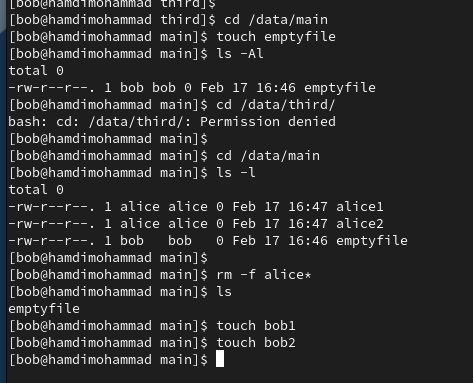 [bob@hamdimohammad third]$
[bob@hamdimohammad third]$ cd /data/main
[bob@hamdimohammad main]$ touch emptyfile
[bob@hamdimohammad main]$ ls -Al
total 0
-rw-r--r--. 1 bob bob 0 Feb 17 16:46 emptyfile
[bob@hamdimohammad main]$ cd /data/third/
bash: cd: /data/third/: Permission denied
[bob@hamdimohammad main]$
[bob@hamdimohammad main]$ cd /data/main
[bob@hamdimohammad main]$ ls -l
total 0
-rw-r--r--. 1 alice alice 0 Feb 17 16:47 alice1
-rw-r--r--. 1 alice alice 0 Feb 17 16:47 alice2
-rw-r--r--. 1 bob   bob   0 Feb 17 16:46 emptyfile
[bob@hamdimohammad main]$
[bob@hamdimohammad main]$ rm -f alice*
[bob@hamdimohammad main]$ ls
emptyfile
[bob@hamdimohammad main]$ touch bob1
[bob@hamdimohammad main]$ touch bob2
[bob@hamdimohammad main]$